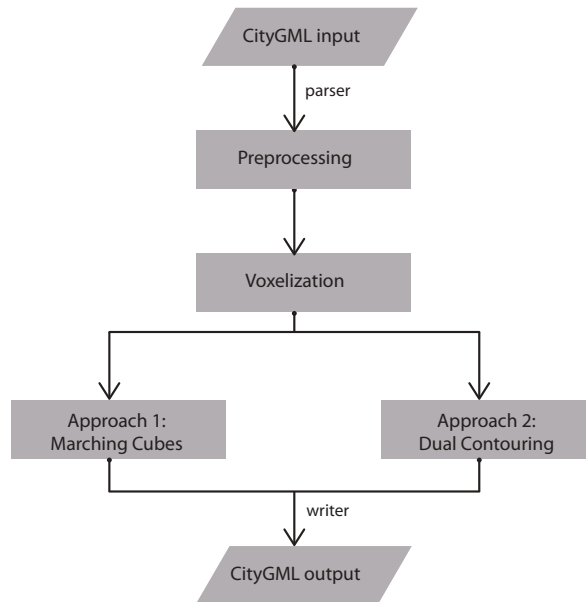 CityGML input
parser
Preprocessing
Voxelization
Approach 1:
Marching Cubes
Approach 2:
Dual Contouring
writer
CityGML output